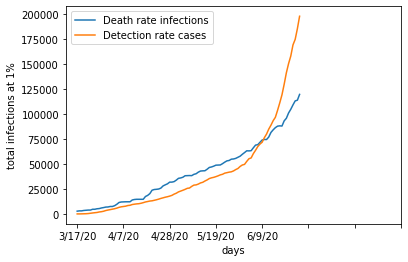 Death rate infections
Detection rate cases
200000
175000
150000
125000
100000
75000
50000
25000
0
total infections at 1%
3/17/20 4/7/20 4/28/20 5/19/20 6/9/20
days